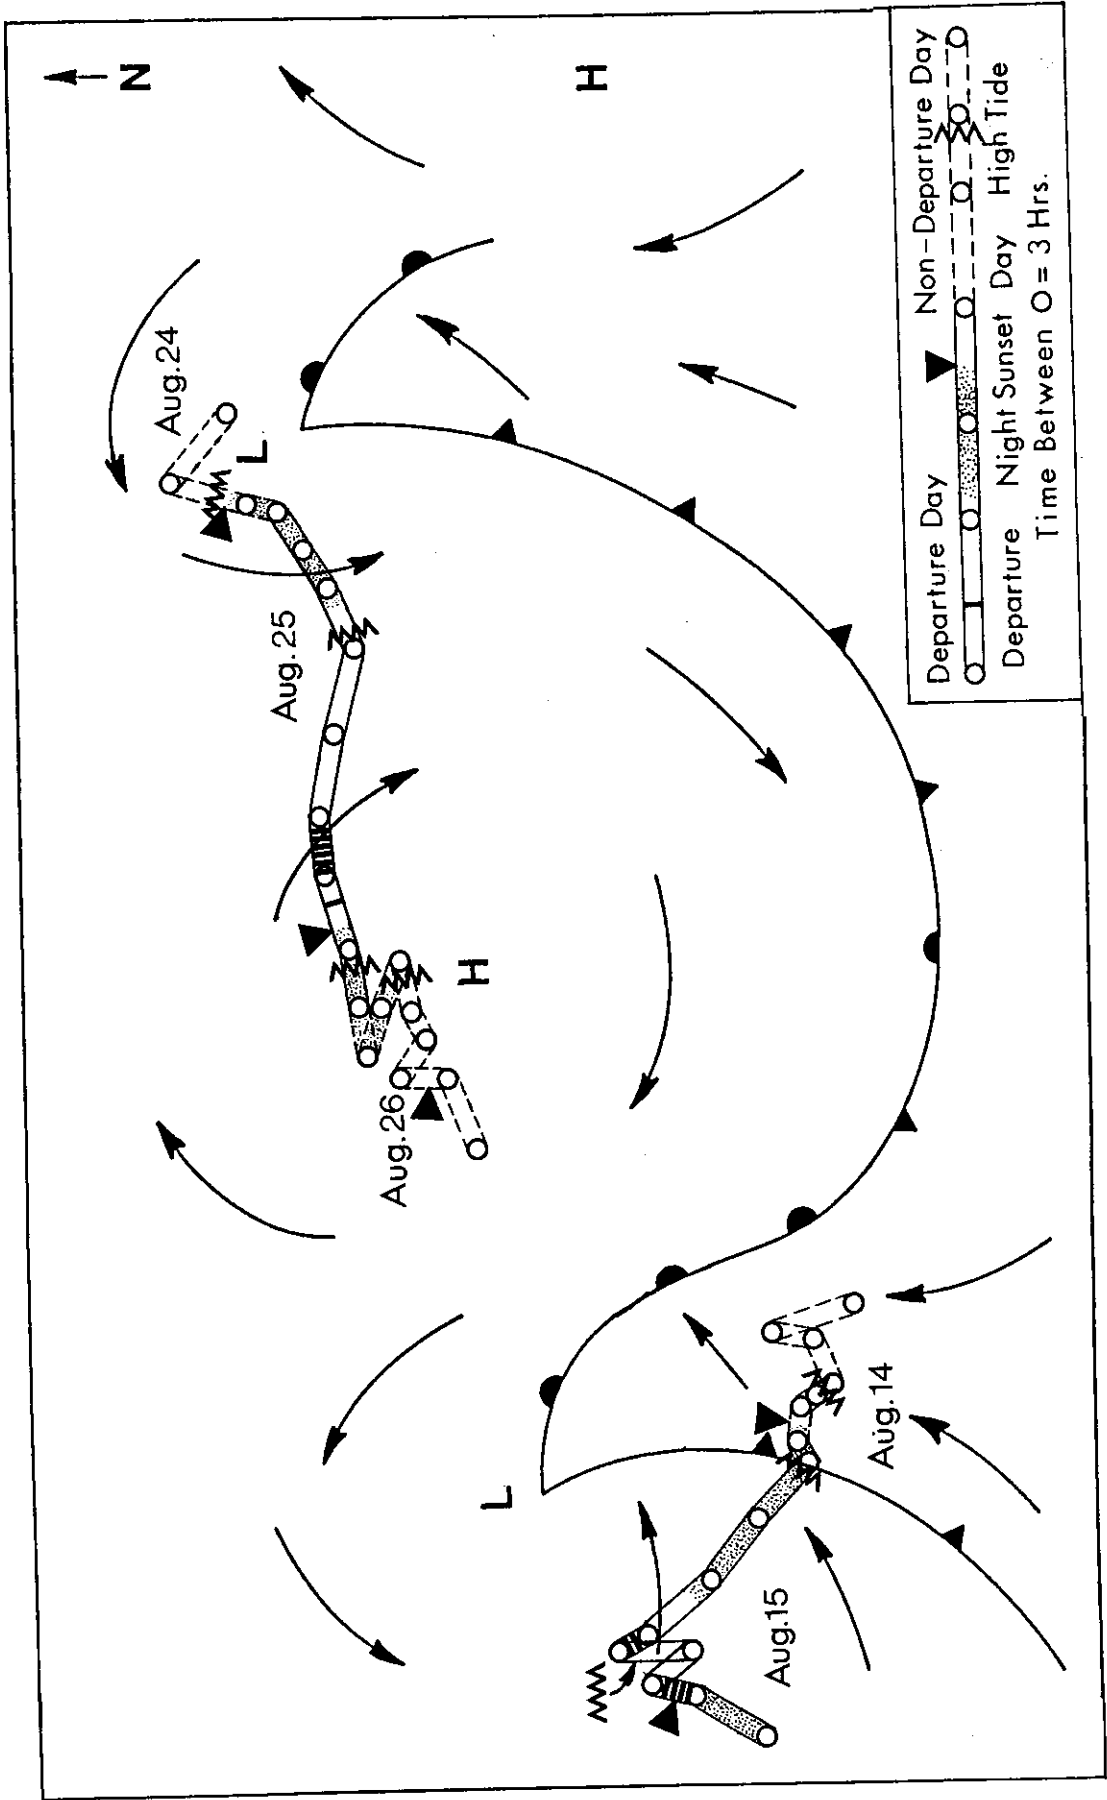 N
H
Aug.24
L
Aug.25
H
Aug.26
L
Aug.14
Aug.15
Departure Day Non-Departure Day
Departure Night Sunset Day High Tide
Time Between O = 3 Hrs.